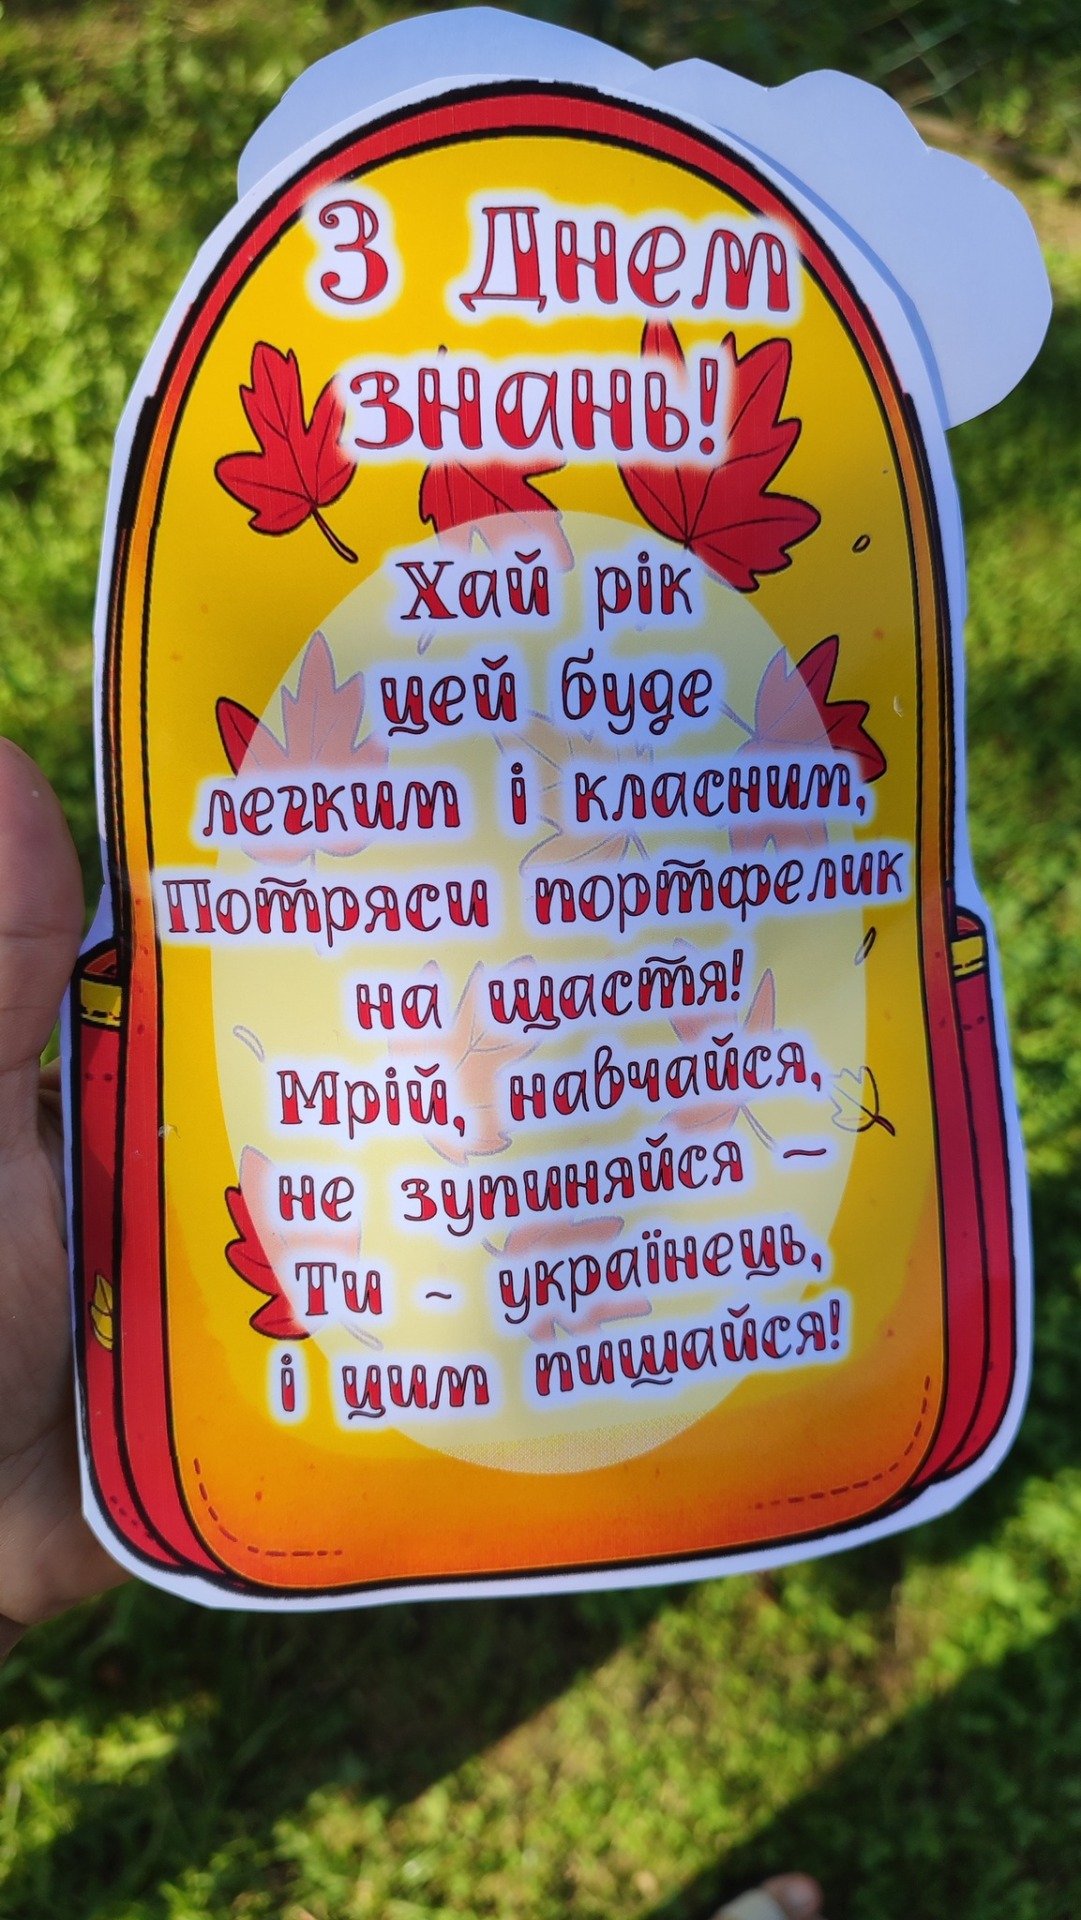 З Днем
знань!
Хай рік
цей буде
легким і класним,
Потряси портфелик
на щастя!
Мрій, навчайся,
не зупиняйся –
Ти - українець,
і цим пишайся!